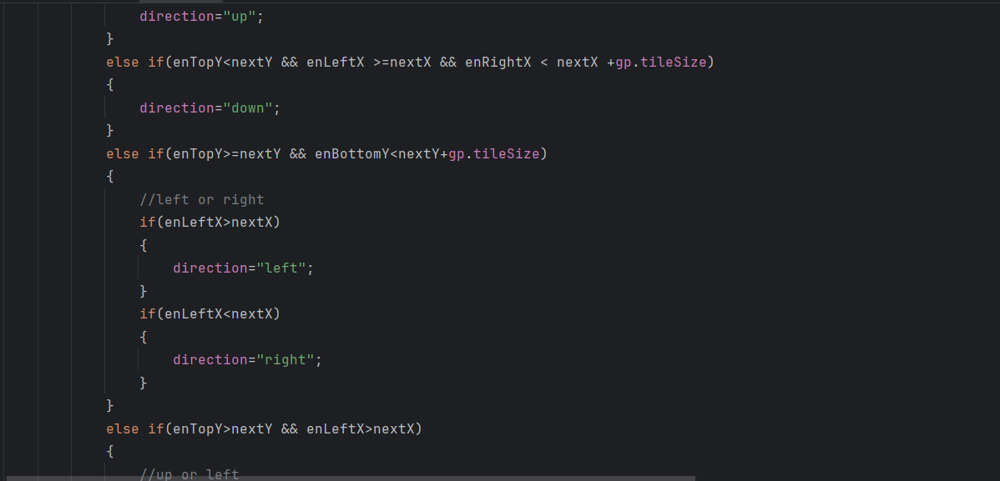 direction="up";
}
else if(enTopY<nextY && enLeftX >=nextX && enRightX < nextX +gp.tileSize)
{
direction="down";
}
else if(enTopY>=nextY && enBottomY<nextY+gp.tileSize)
{
//left or right
if(enLeftX>nextX)
{
direction="left";
}
if(enLeftX<nextX)
{
direction="right";
}
}
else if(enTopY>nextY && enLeftX>nextX)
{
//up or left